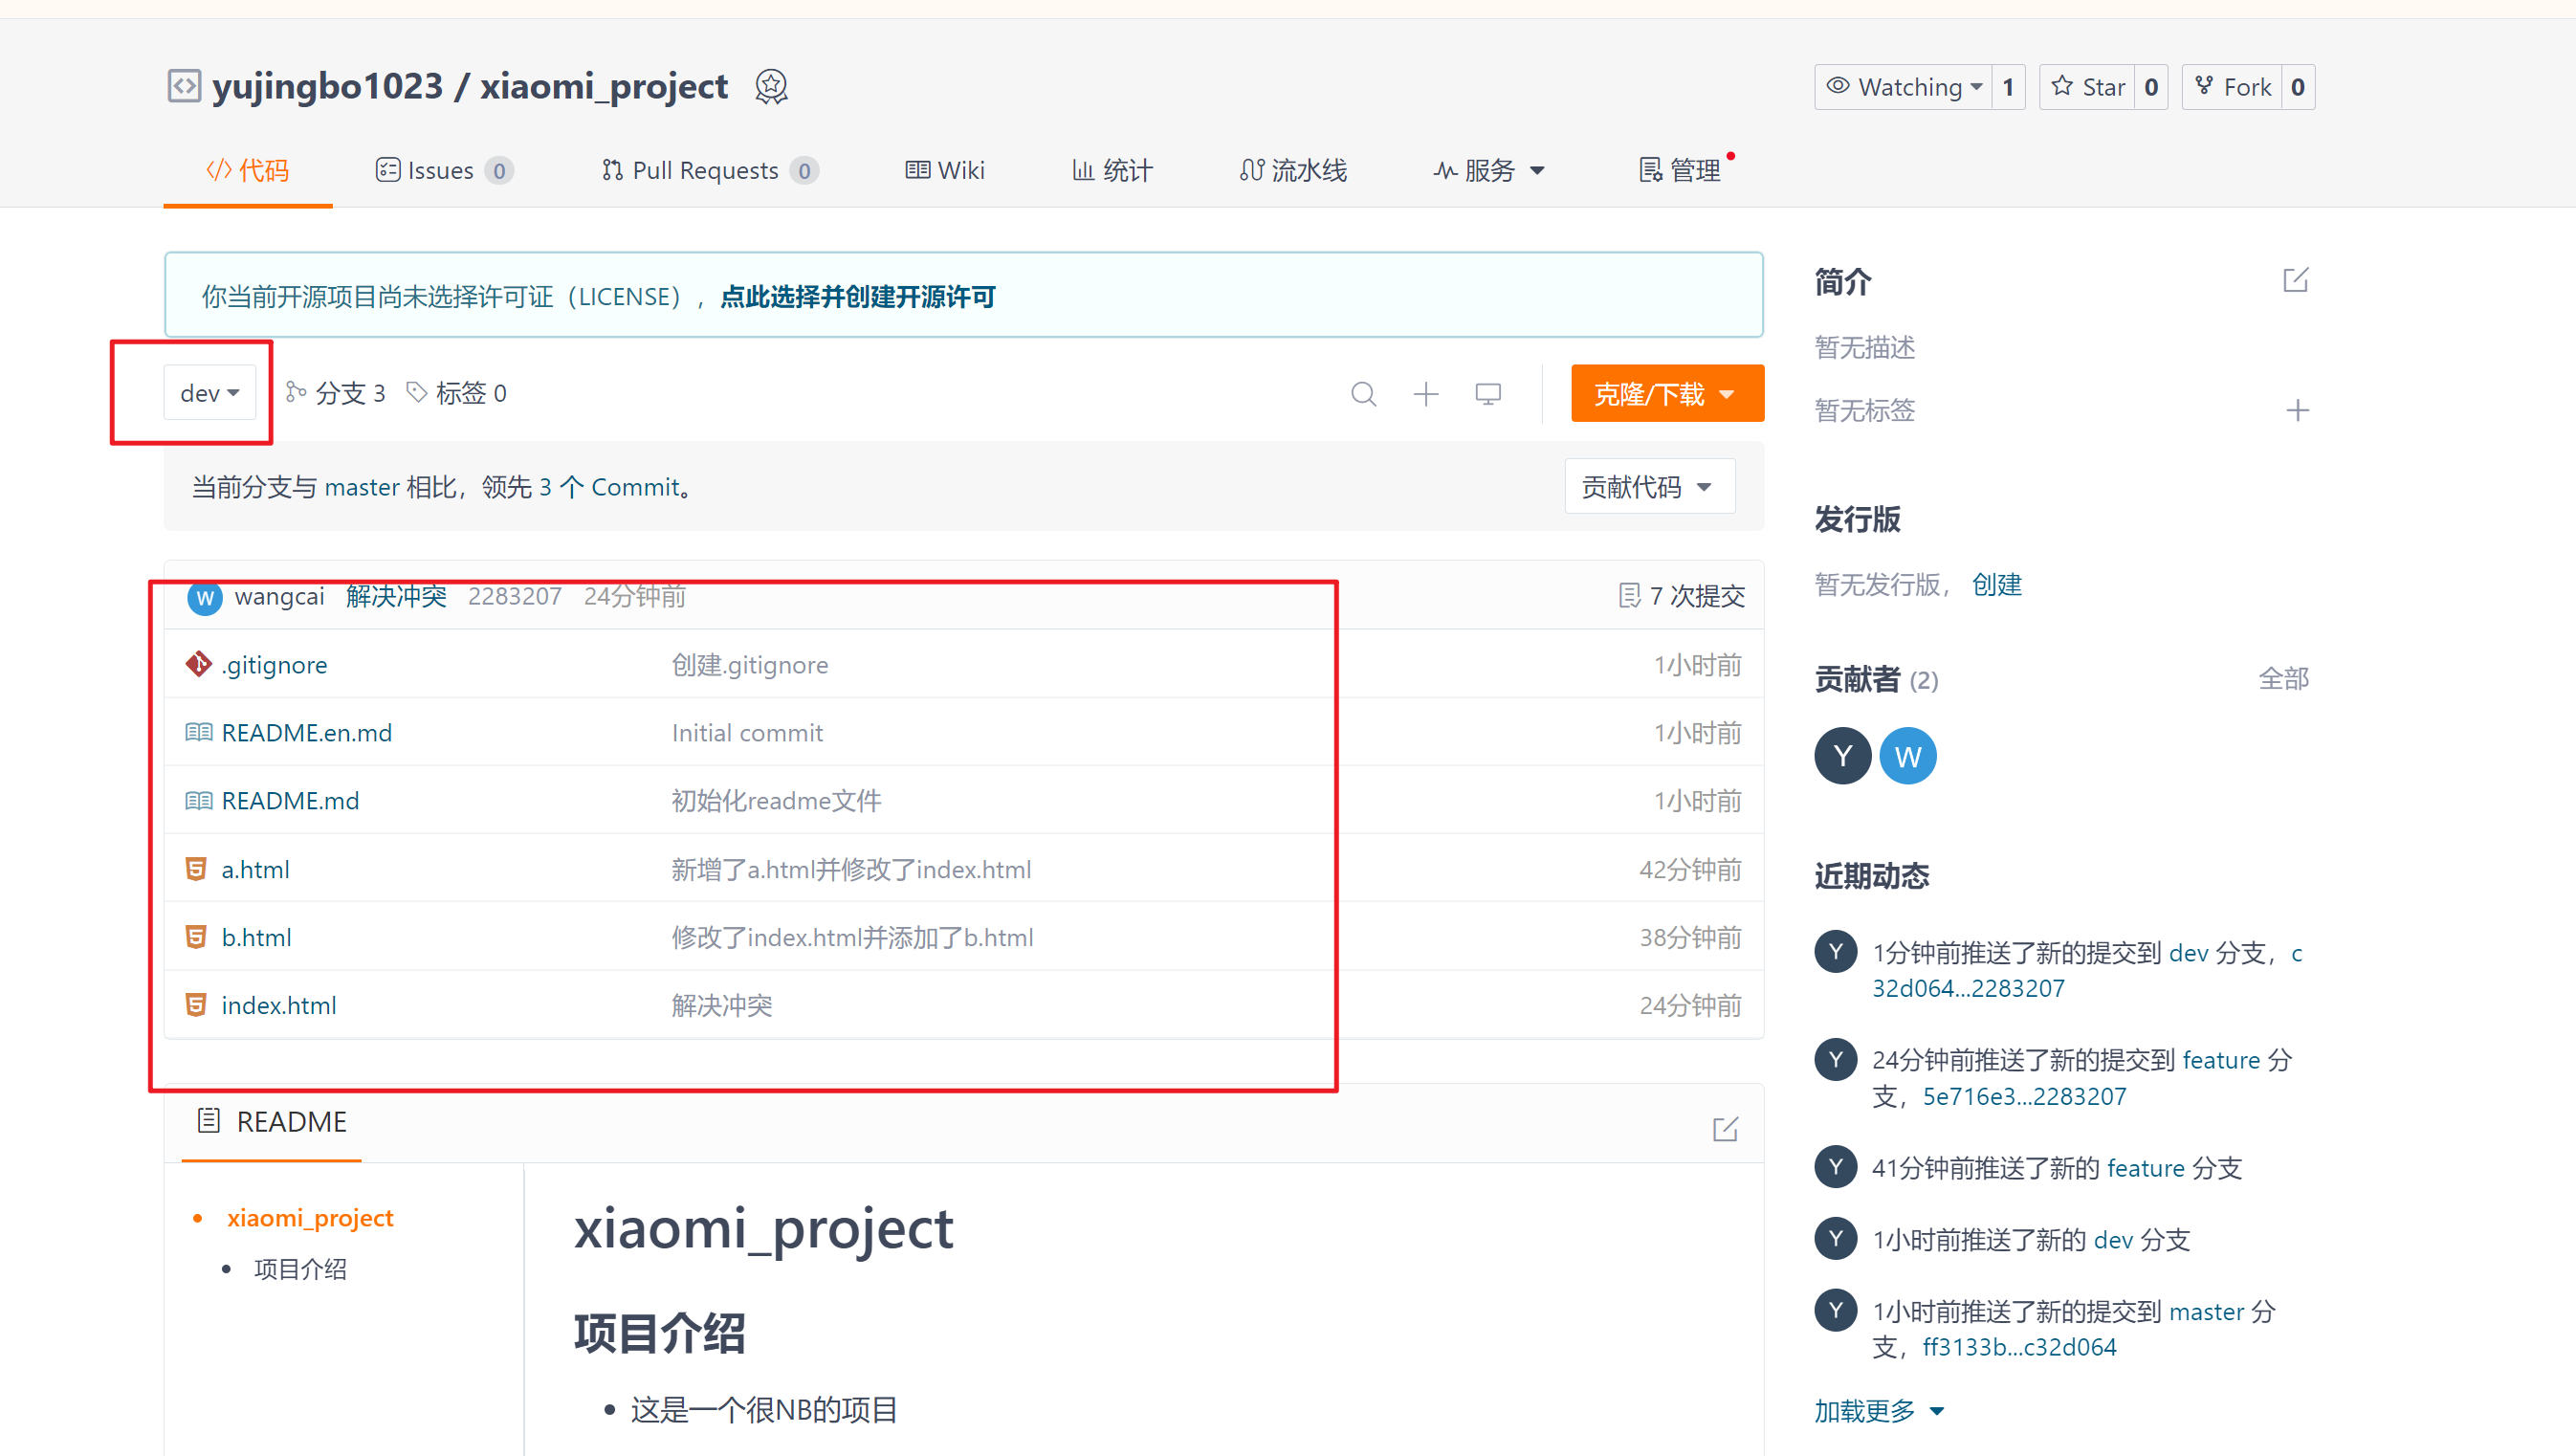 yujingbo1023 / xiaomi_project
Watching 1 Star 0 Fork 0
代码 Issues 0 Pull Requests 0 Wiki 统计 流水线 服务 管理
你当前开源项目尚未选择许可证（LICENSE），点此选择并创建开源许可
dev 分支 3 标签 0 克隆/下载
当前分支与 master 相比，领先 3 个 Commit。 贡献代码
W wangcai 解决冲突 2283207 24分钟前 7 次提交
.gitignore 创建.gitignore 1小时前
README.en.md Initial commit 1小时前
README.md 初始化readme文件 1小时前
a.html 新增了a.html并修改了index.html 42分钟前
b.html 修改了index.html并添加了b.html 38分钟前
index.html 解决冲突 24分钟前
README
xiaomi_project
项目介绍
xiaomi_project
项目介绍
这是一个很NB的项目
简介
暂无描述
暂无标签
发行版
暂无发行版，创建
贡献者 (2) 全部
Y W
近期动态
Y 1分钟前推送了新的提交到 dev 分支，c
32d064...2283207
Y 24分钟前推送了新的提交到 feature 分
支，5e716e3...2283207
Y 41分钟前推送了新的 feature 分支
Y 1小时前推送了新的 dev 分支
Y 1小时前推送了新的提交到 master 分
支，ff3133b...c32d064
加载更多